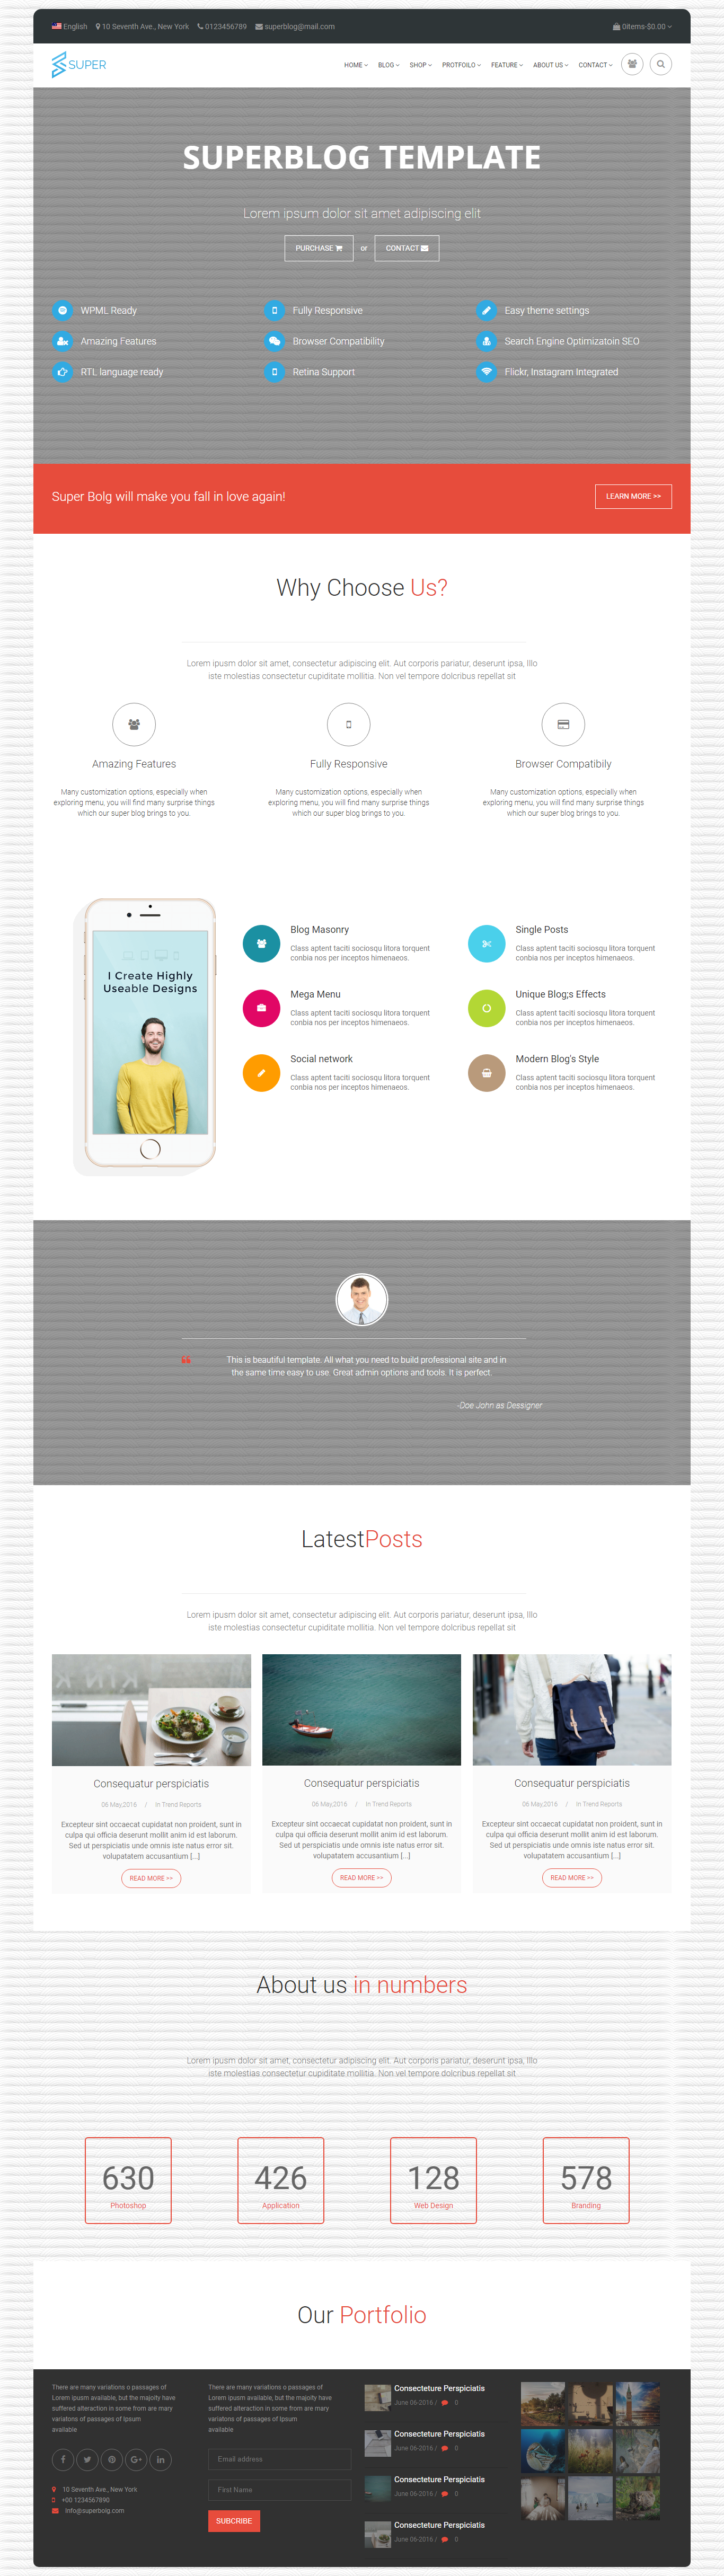 English 10 Seventh Ave., New York 0123456789 superblog@mail.com 0items-$0.00
SUPER
HOME BLOG SHOP PROTFOILO FEATURE ABOUT US CONTACT
SUPERBLOG TEMPLATE
Lorem ipsum dolor sit amet adipiscing elit
PURCHASE or CONTACT
WPML Ready Fully Responsive Easy theme settings
Amazing Features Browser Compatibility Search Engine Optimizatoin SEO
RTL language ready Retina Support Flickr, Instagram Integrated
Super Bolg will make you fall in love again!
LEARN MORE >>
Why Choose Us?
Lorem ipusm dolor sit amet, consectetur adipiscing elit. Aut corporis pariatur, deserunt ipsa, Illo
iste molestias consectetur cupiditate mollitia. Non vel tempore dolcribus repellat sit
Amazing Features
Many customization options, especially when
exploring menu, you will find many surprise things
which our super blog brings to you.
Fully Responsive
Many customization options, especially when
exploring menu, you will find many surprise things
which our super blog brings to you.
Browser Compatibily
Many customization options, especially when
exploring menu, you will find many surprise things
which our super blog brings to you.
I Create Highly
Useable Designs
Blog Masonry
Class aptent taciti sociosqu litora torquent
conbia nos per inceptos himenaeos.
Single Posts
Class aptent taciti sociosqu litora torquent
conbia nos per inceptos himenaeos.
Mega Menu
Class aptent taciti sociosqu litora torquent
conbia nos per inceptos himenaeos.
Unique Blog;s Effects
Class aptent taciti sociosqu litora torquent
conbia nos per inceptos himenaeos.
Social network
Class aptent taciti sociosqu litora torquent
conbia nos per inceptos himenaeos.
Modern Blog's Style
Class aptent taciti sociosqu litora torquent
conbia nos per inceptos himenaeos.
This is beautiful template. All what you need to build professional site and in
the same time easy to use. Great admin options and tools. It is perfect.
-Doe John as Dessigner
LatestPosts
Lorem ipusm dolor sit amet, consectetur adipiscing elit. Aut corporis pariatur, deserunt ipsa, Illo
iste molestias consectetur cupiditate mollitia. Non vel tempore dolcribus repellat sit
Consequatur perspiciatis
06 May,2016 / In Trend Reports
Excepteur sint occaecat cupidatat non proident, sunt in
culpa qui officia deserunt mollit anim id est laborum.
Sed ut perspiciatis unde omnis iste natus error sit.
volupatatem accusantium [...]
READ MORE >>
Consequatur perspiciatis
06 May,2016 / In Trend Reports
Excepteur sint occaecat cupidatat non proident, sunt in
culpa qui officia deserunt mollit anim id est laborum.
Sed ut perspiciatis unde omnis iste natus error sit.
volupatatem accusantium [...]
READ MORE >>
Consequatur perspiciatis
06 May,2016 / In Trend Reports
Excepteur sint occaecat cupidatat non proident, sunt in
culpa qui officia deserunt mollit anim id est laborum.
Sed ut perspiciatis unde omnis iste natus error sit.
volupatatem accusantium [...]
READ MORE >>
About us in numbers
Lorem ipusm dolor sit amet, consectetur adipiscing elit. Aut corporis pariatur, deserunt ipsa, Illo
iste molestias consectetur cupiditate mollitia. Non vel tempore dolcribus repellat sit
630
Photoshop
426
Application
128
Web Design
578
Branding
Our Portfolio
There are many variations o passages of
Lorem ipusm available, but the majoity have
suffered alteraction in some from are many
variatons of passages of Ipsum
available
10 Seventh Ave., New York
+00 1234567890
Info@superbolg.com
There are many variations o passages of
Lorem ipusm available, but the majoity have
suffered alteraction in some from are many
variatons of passages of Ipsum
available
Email address
First Name
SUBCRIBE
Consecteture Perspiciatis
June 06-2016 / 0
Consecteture Perspiciatis
June 06-2016 / 0
Consecteture Perspiciatis
June 06-2016 / 0
Consecteture Perspiciatis
June 06-2016 / 0